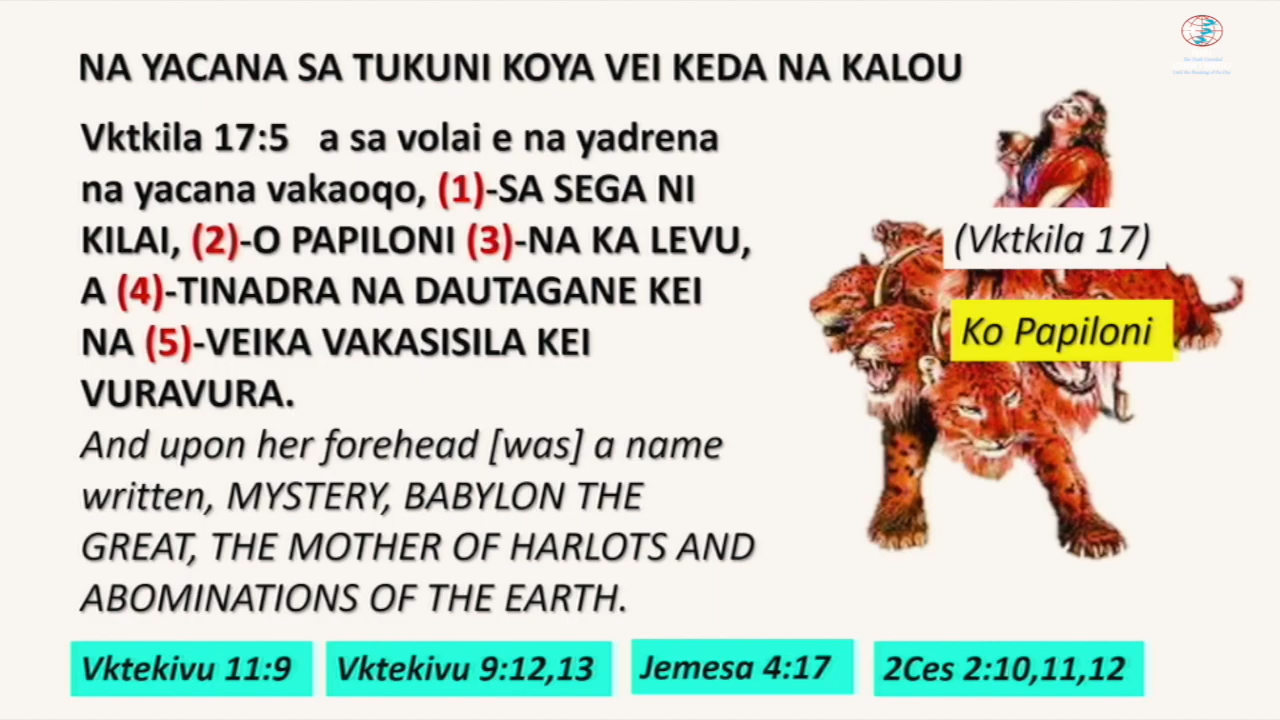 NA YACANA SA TUKUNI KOYA VEI KEDA NA KALOU
Vktkila 17:5 a sa volai e na yadrena
na yacana vakaoqo, (1)-SA SEGA NI
KILAI, (2)-O PAPILONI (3)-NA KA LEVU,
A (4)-TINADRA NA DAUTAGANE KEI
NA (5)-VEIKA VAKASISILA KEI
VURAVURA.
And upon her forehead [was] a name
written, MYSTERY, BABYLON THE
GREAT, THE MOTHER OF HARLOTS AND
ABOMINATIONS OF THE EARTH.
(Vktkila 17)
Ko Papiloni
Vktekivu 11:9
Vktekivu 9:12,13
Jemesa 4:17
2Ces 2:10,11,12